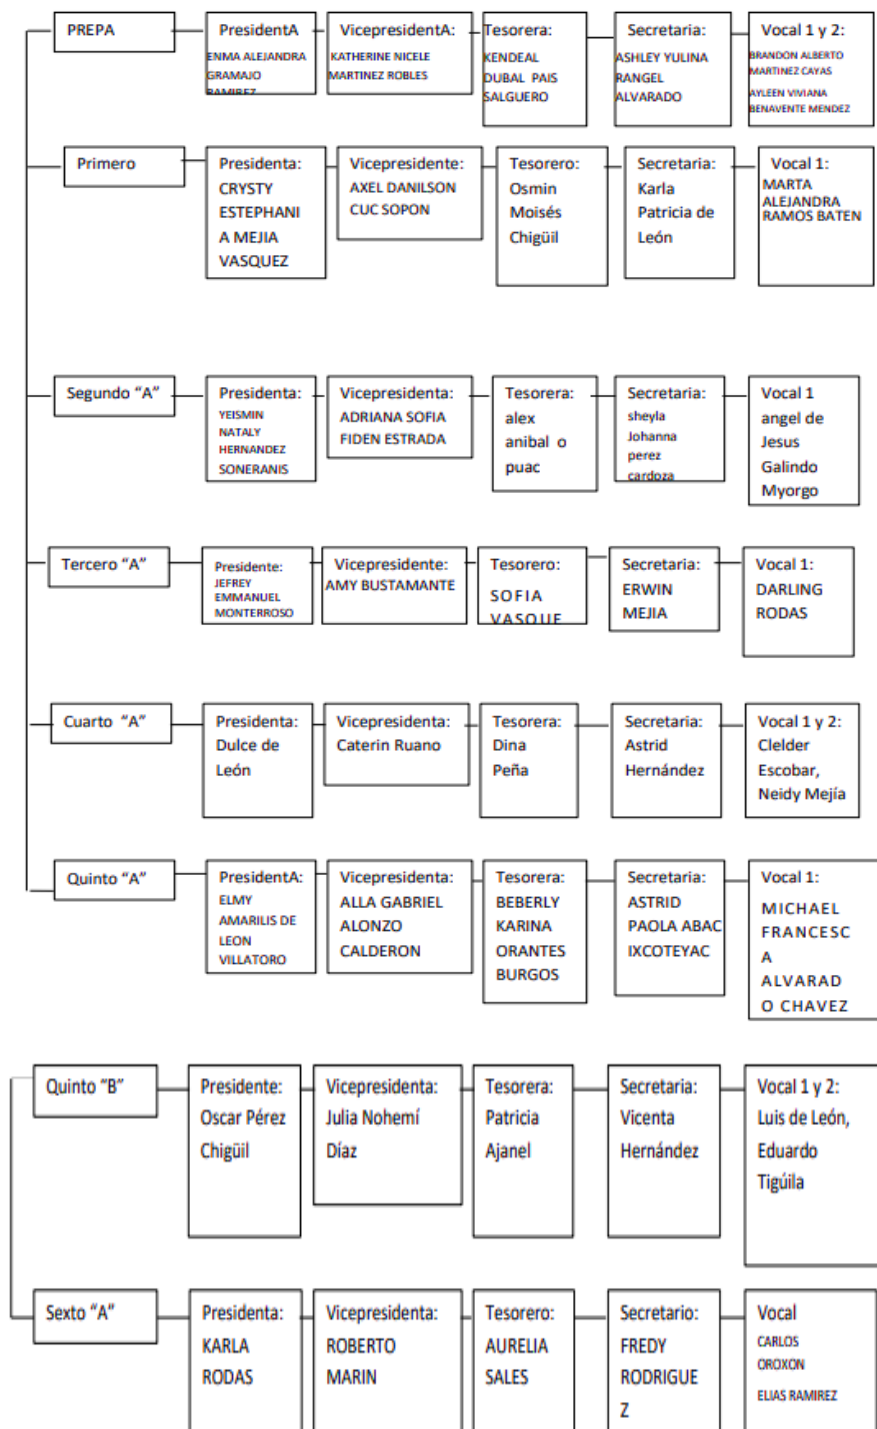 PREPA
PresidentA
ENMA ALEJANDRA
GRAMAJO
RAMIREZ
VicepresidentA:
KATHERINE NICELE
MARTINEZ ROBLES
Tesorera:
KENDEAL
DUBAL PAIS
SALGUERO
Secretaria:
ASHLEY YULINA
RANGEL
ALVARADO
Vocal 1 y 2:
BRANDON ALBERTO
MARTINEZ CAYAS
AYLEEN VIVIANA
BENAVENTE MENDEZ
Primero
Presidenta:
CRYSTY
ESTEPHANI
A MEJIA
VASQUEZ
Vicepresidente:
AXEL DANILSON
CUC SOPON
Tesorero:
Osmin
Moisés
Chigüil
Secretaria:
Karla
Patricia de
León
Vocal 1:
MARTA
ALEJANDRA
RAMOS BATEN
Segundo “A”
Presidenta:
YEISMIN
NATALY
HERNANDEZ
SONERANIS
Vicepresidenta:
ADRIANA SOFIA
FIDEN ESTRADA
Tesorera:
alex
anibal o
puac
Secretaria:
sheyla
Johanna
perez
cardoza
Vocal 1
angel de
Jesus
Galindo
Myorgo
Tercero “A”
Presidente:
JEFREY
EMMANUEL
MONTERROSO
Vicepresidente:
AMY BUSTAMANTE
Tesorero:
SOFIA
VASQUE
Secretaria:
ERWIN
MEJIA
Vocal 1:
DARLING
RODAS
Cuarto “A”
Presidenta:
Dulce de
León
Vicepresidenta:
Caterin Ruano
Tesorera:
Dina
Peña
Secretaria:
Astrid
Hernández
Vocal 1 y 2:
Clelder
Escobar,
Neidy Mejía
Quinto “A”
PresidentA:
ELMY
AMARILIS DE
LEON
VILLATORO
Vicepresidenta:
ALLA GABRIEL
ALONZO
CALDERON
Tesorera:
BEBERLY
KARINA
ORANTES
BURGOS
Secretaria:
ASTRID
PAOLA ABAC
IXCOTEYAC
Vocal 1:
MICHAEL
FRANCESC
A
ALVARAD
O CHAVEZ
Quinto “B”
Presidente:
Oscar Pérez
Chigüil
Vicepresidenta:
Julia Nohemí
Díaz
Tesorera:
Patricia
Ajanel
Secretaria:
Vicenta
Hernández
Vocal 1 y 2:
Luis de León,
Eduardo
Tigúila
Sexto “A”
Presidenta:
KARLA
RODAS
Vicepresidenta:
ROBERTO
MARIN
Tesorero:
AURELIA
SALES
Secretario:
FREDY
RODRIGUE
Z
Vocal
CARLOS
OROXON
ELIAS RAMIREZ